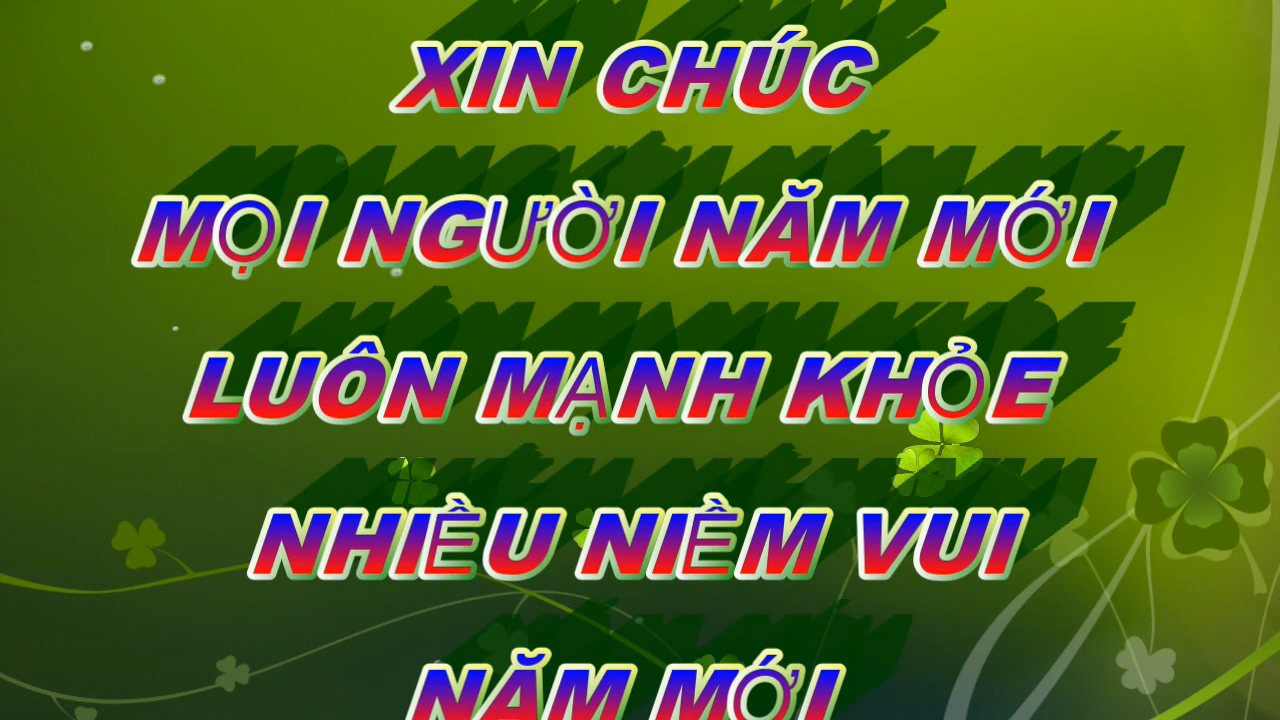 XIN CHÚC
MỌI NGƯỜI NĂM MỚI
LUÔN MẠNH KHỎE
NHIỀU NIỀM VUI
NĂM MỚI